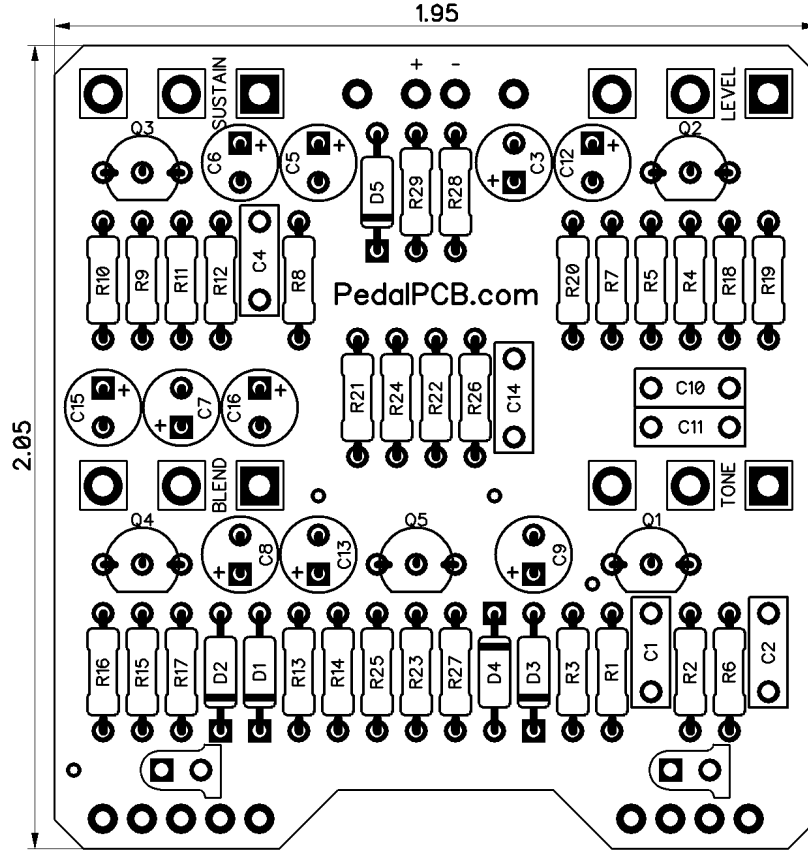 1.95
+ -
SUSTAIN
LEVEL
Q3
C6 +
C5 +
D5
R29
R28
+ C3
C12 +
Q2
R10
R9
R11
R12
C4
R8
R20
R7
R5
R4
R18
R19
PedalPCB.com
2.05
C15 +
+ C7
C16 +
R21
R24
R22
R26
C14
C10
C11
BLEND
TONE
Q4
+ C8
+ C13
Q5
+ C9
Q1
R16
R15
R17
D2
D1
R13
R14
R25
R23
R27
D4
D3
R3
R1
C1
R2
R6
C2